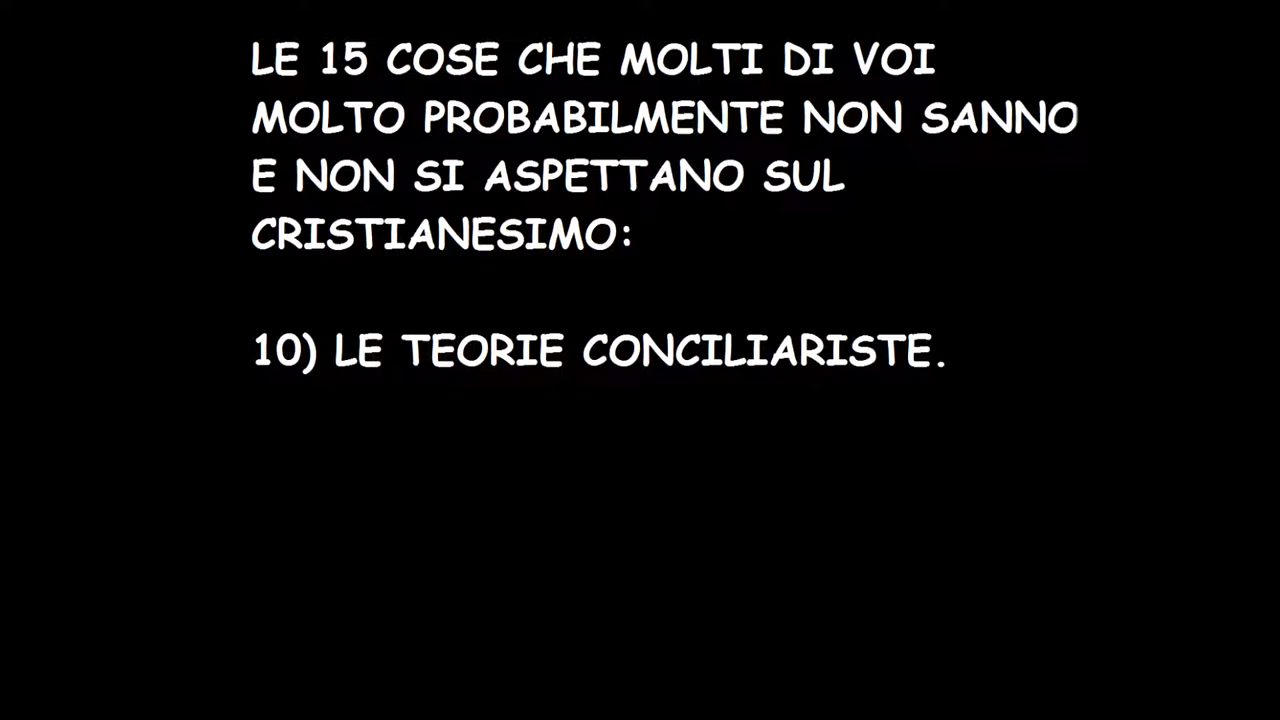 LE 15 COSE CHE MOLTI DI VOI
MOLTO PROBABILMENTE NON SANNO
E NON SI ASPETTANO SUL
CRISTIANESIMO:
10) LE TEORIE CONCILIARISTE.